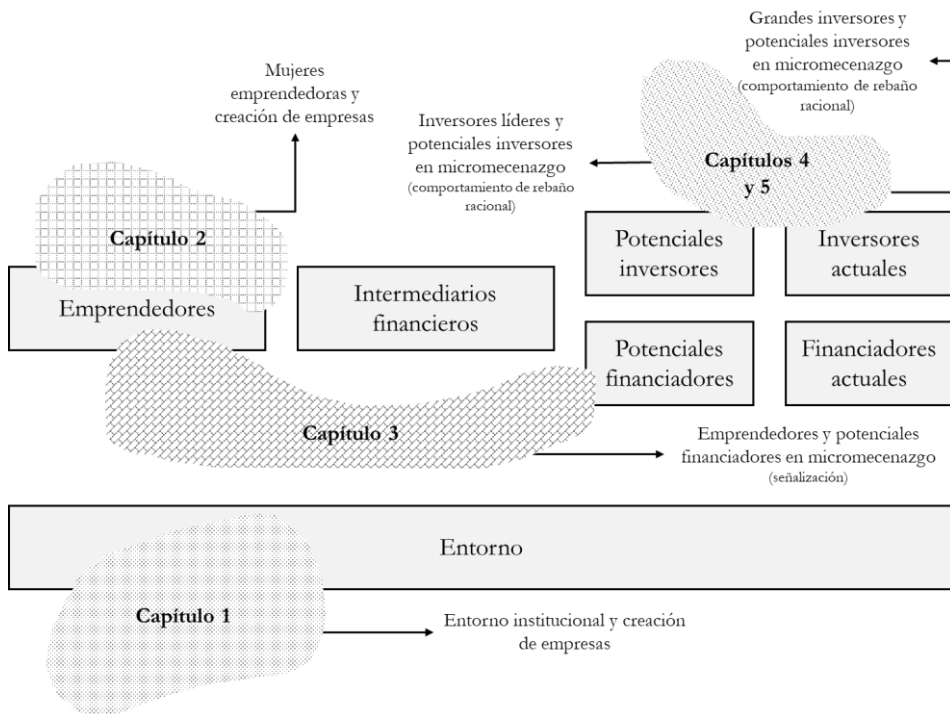 Grandes inversores y
potenciales inversores
en micromecenazgo
(comportamiento de rebaño
racional)
Mujeres
emprendedoras y
creación de empresas
Inversores líderes y
potenciales inversores
en micromecenazgo
(comportamiento de rebaño
racional)
Capítulos 4
y 5
Capítulo 2
Potenciales
inversores
Inversores
actuales
Emprendedores
Intermediarios
financieros
Potenciales
financiadores
Financiadores
actuales
Capítulo 3
Emprendedores y potenciales
financiadores en micromecenazgo
(señalización)
Entorno
Capítulo 1
Entorno institucional y creación
de empresas